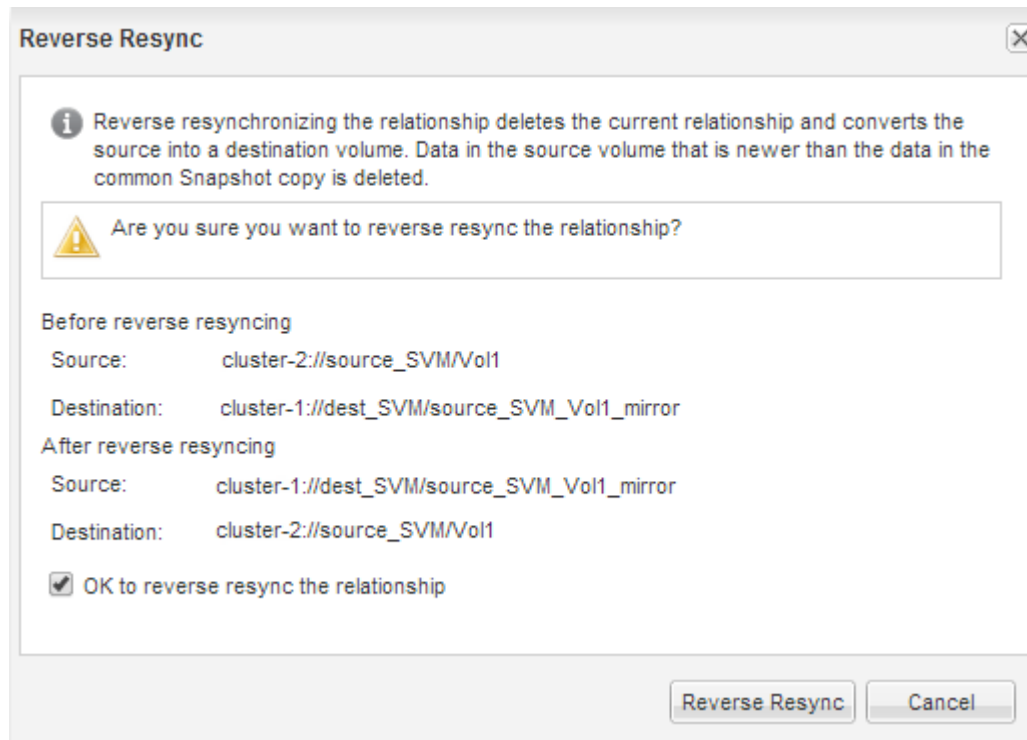 Reverse Resync
Reverse resynchronizing the relationship deletes the current relationship and converts the
source into a destination volume. Data in the source volume that is newer than the data in the
common Snapshot copy is deleted.
Are you sure you want to reverse resync the relationship?
Before reverse resyncing
Source: cluster-2://source_SVM/Vol1
Destination: cluster-1://dest_SVM/source_SVM_Vol1_mirror
After reverse resyncing
Source: cluster-1://dest_SVM/source_SVM_Vol1_mirror
Destination: cluster-2://source_SVM/Vol1
OK to reverse resync the relationship
Reverse Resync Cancel